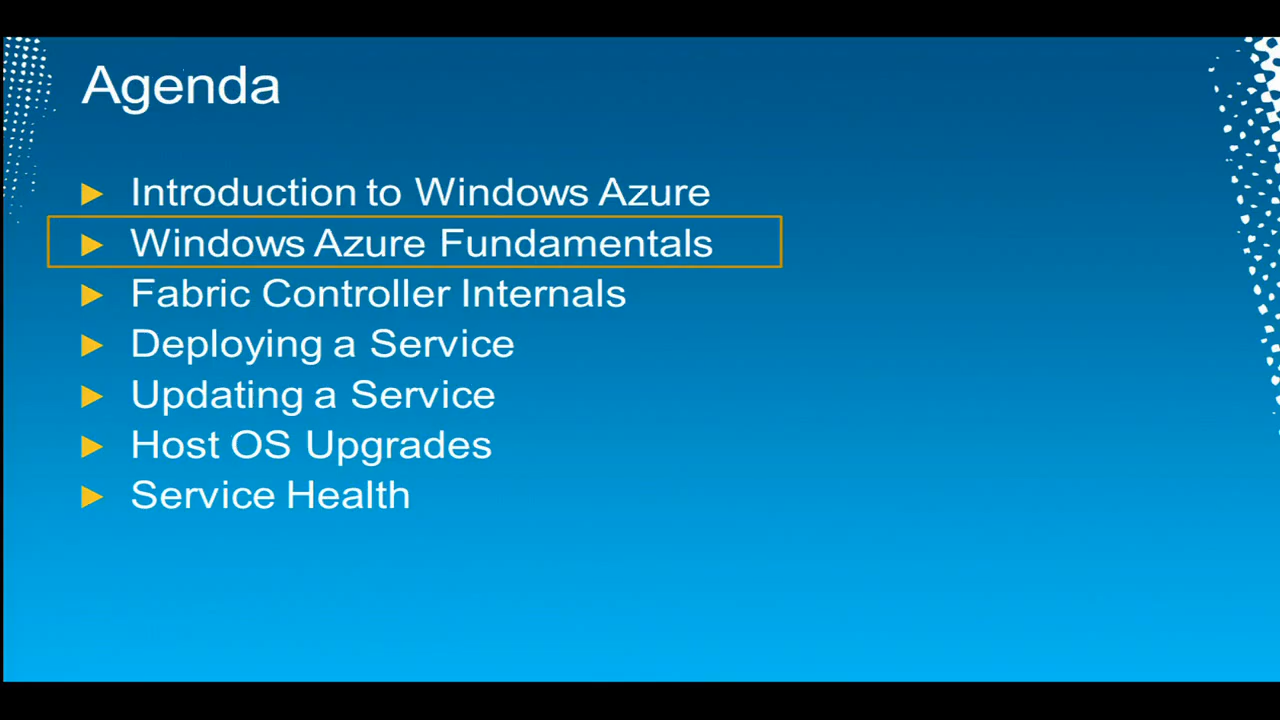 Agenda
Introduction to Windows Azure
Windows Azure Fundamentals
Fabric Controller Internals
Deploying a Service
Updating a Service
Host OS Upgrades
Service Health